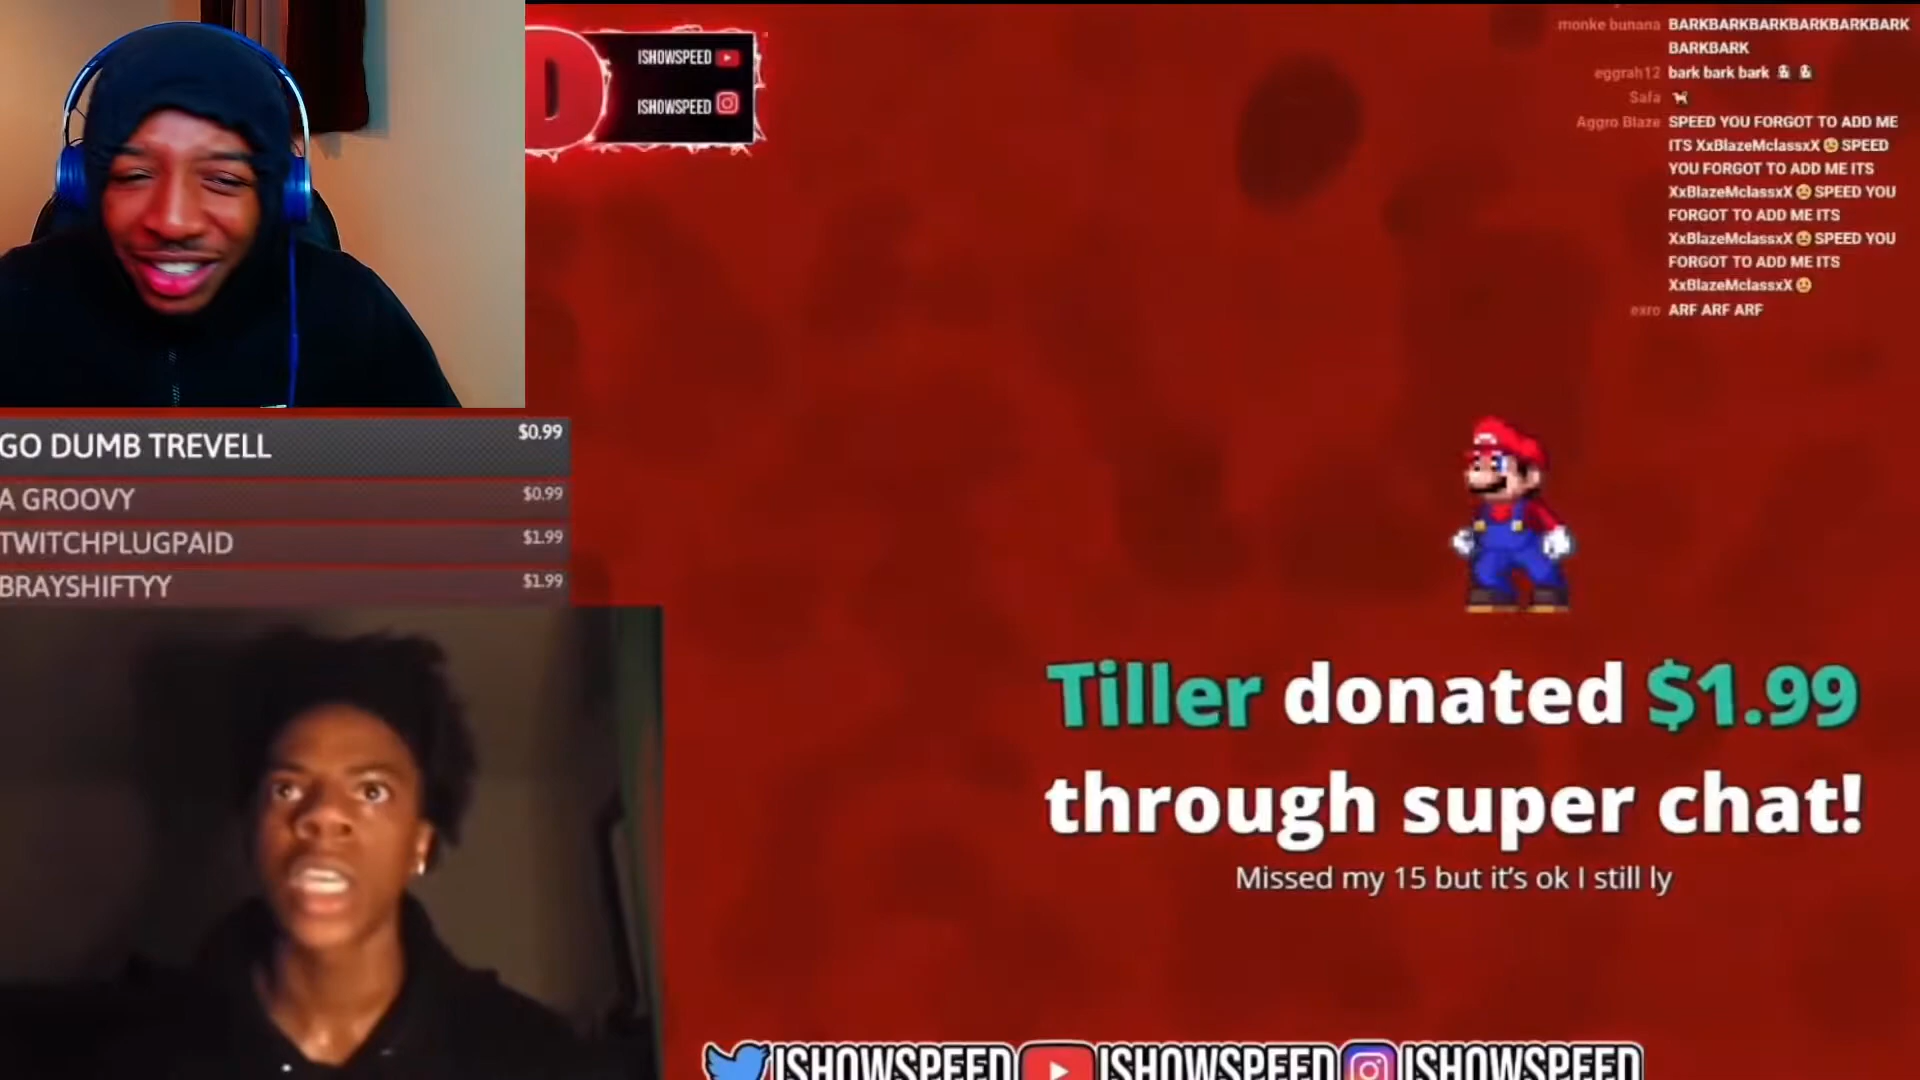 D
ISHOWSPEED
ISHOWSPEED
monke bunana BARKBARKBARKBARKBARKBARK
BARKBARK
eggrah12 bark bark bark
Safa
Aggro Blaze SPEED YOU FORGOT TO ADD ME
ITS XxBlazeMclassxX 😢 SPEED
YOU FORGOT TO ADD ME ITS
XxBlazeMclassxX 😢 SPEED YOU
FORGOT TO ADD ME ITS
XxBlazeMclassxX 😢 SPEED YOU
FORGOT TO ADD ME ITS
XxBlazeMclassxX 😢
exro ARF ARF ARF
GO DUMB TREVELL $0.99
A GROOVY $0.99
TWITCHPLUGPAID $1.99
BRAYSHIFTYY $1.99
Tiller donated $1.99
through super chat!
Missed my 15 but it's ok I still ly
ISHOWSPEED ISHOWSPEED ISHOWSPEED